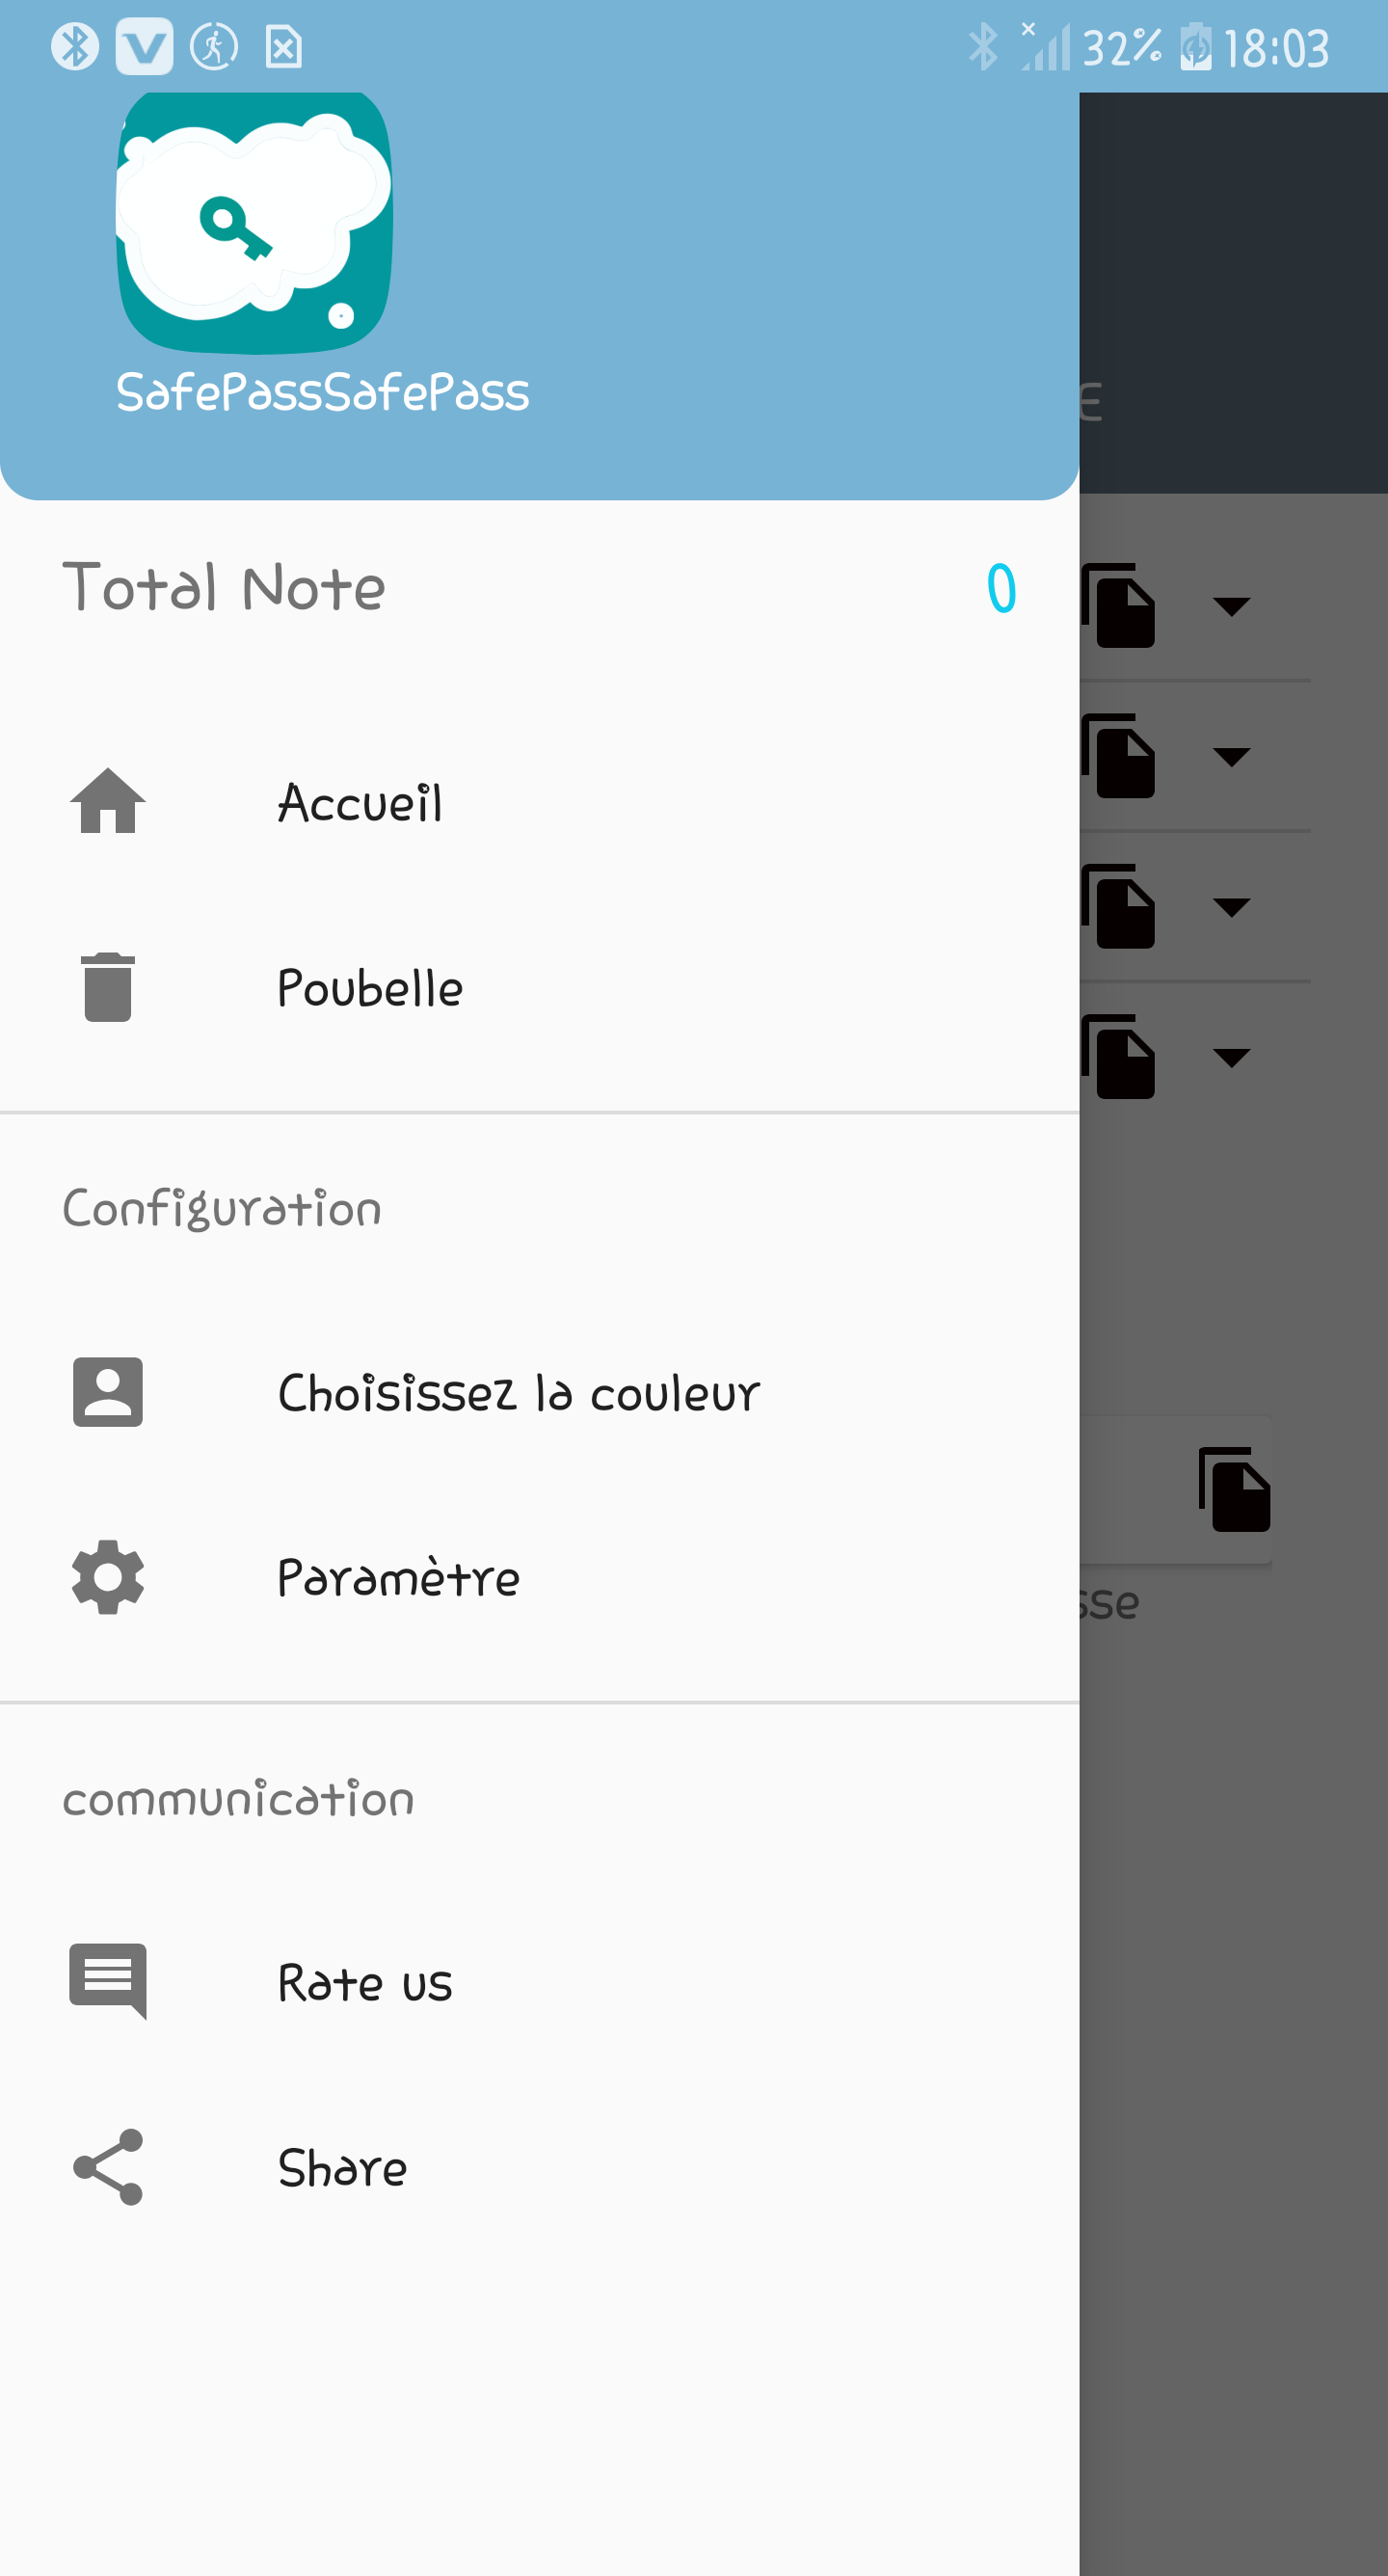 32% 18:03
SafePassSafePass
E
Total Note 0
Accueil
Poubelle
Configuration
Choisissez la couleur
sse
Paramètre
communication
Rate us
Share